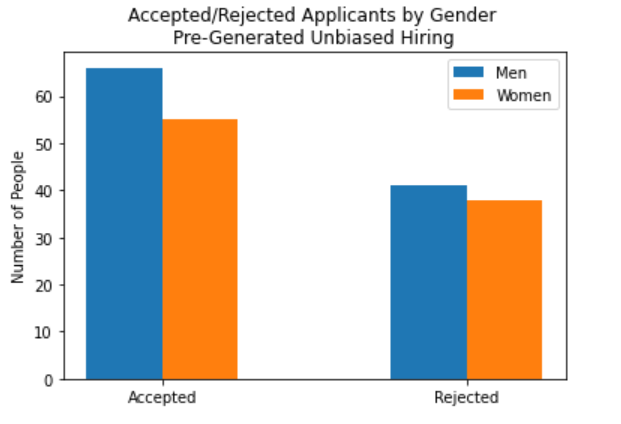 Accepted/Rejected Applicants by Gender
Pre-Generated Unbiased Hiring
Men
Women
Number of People
60
50
40
30
20
10
0
Accepted
Rejected